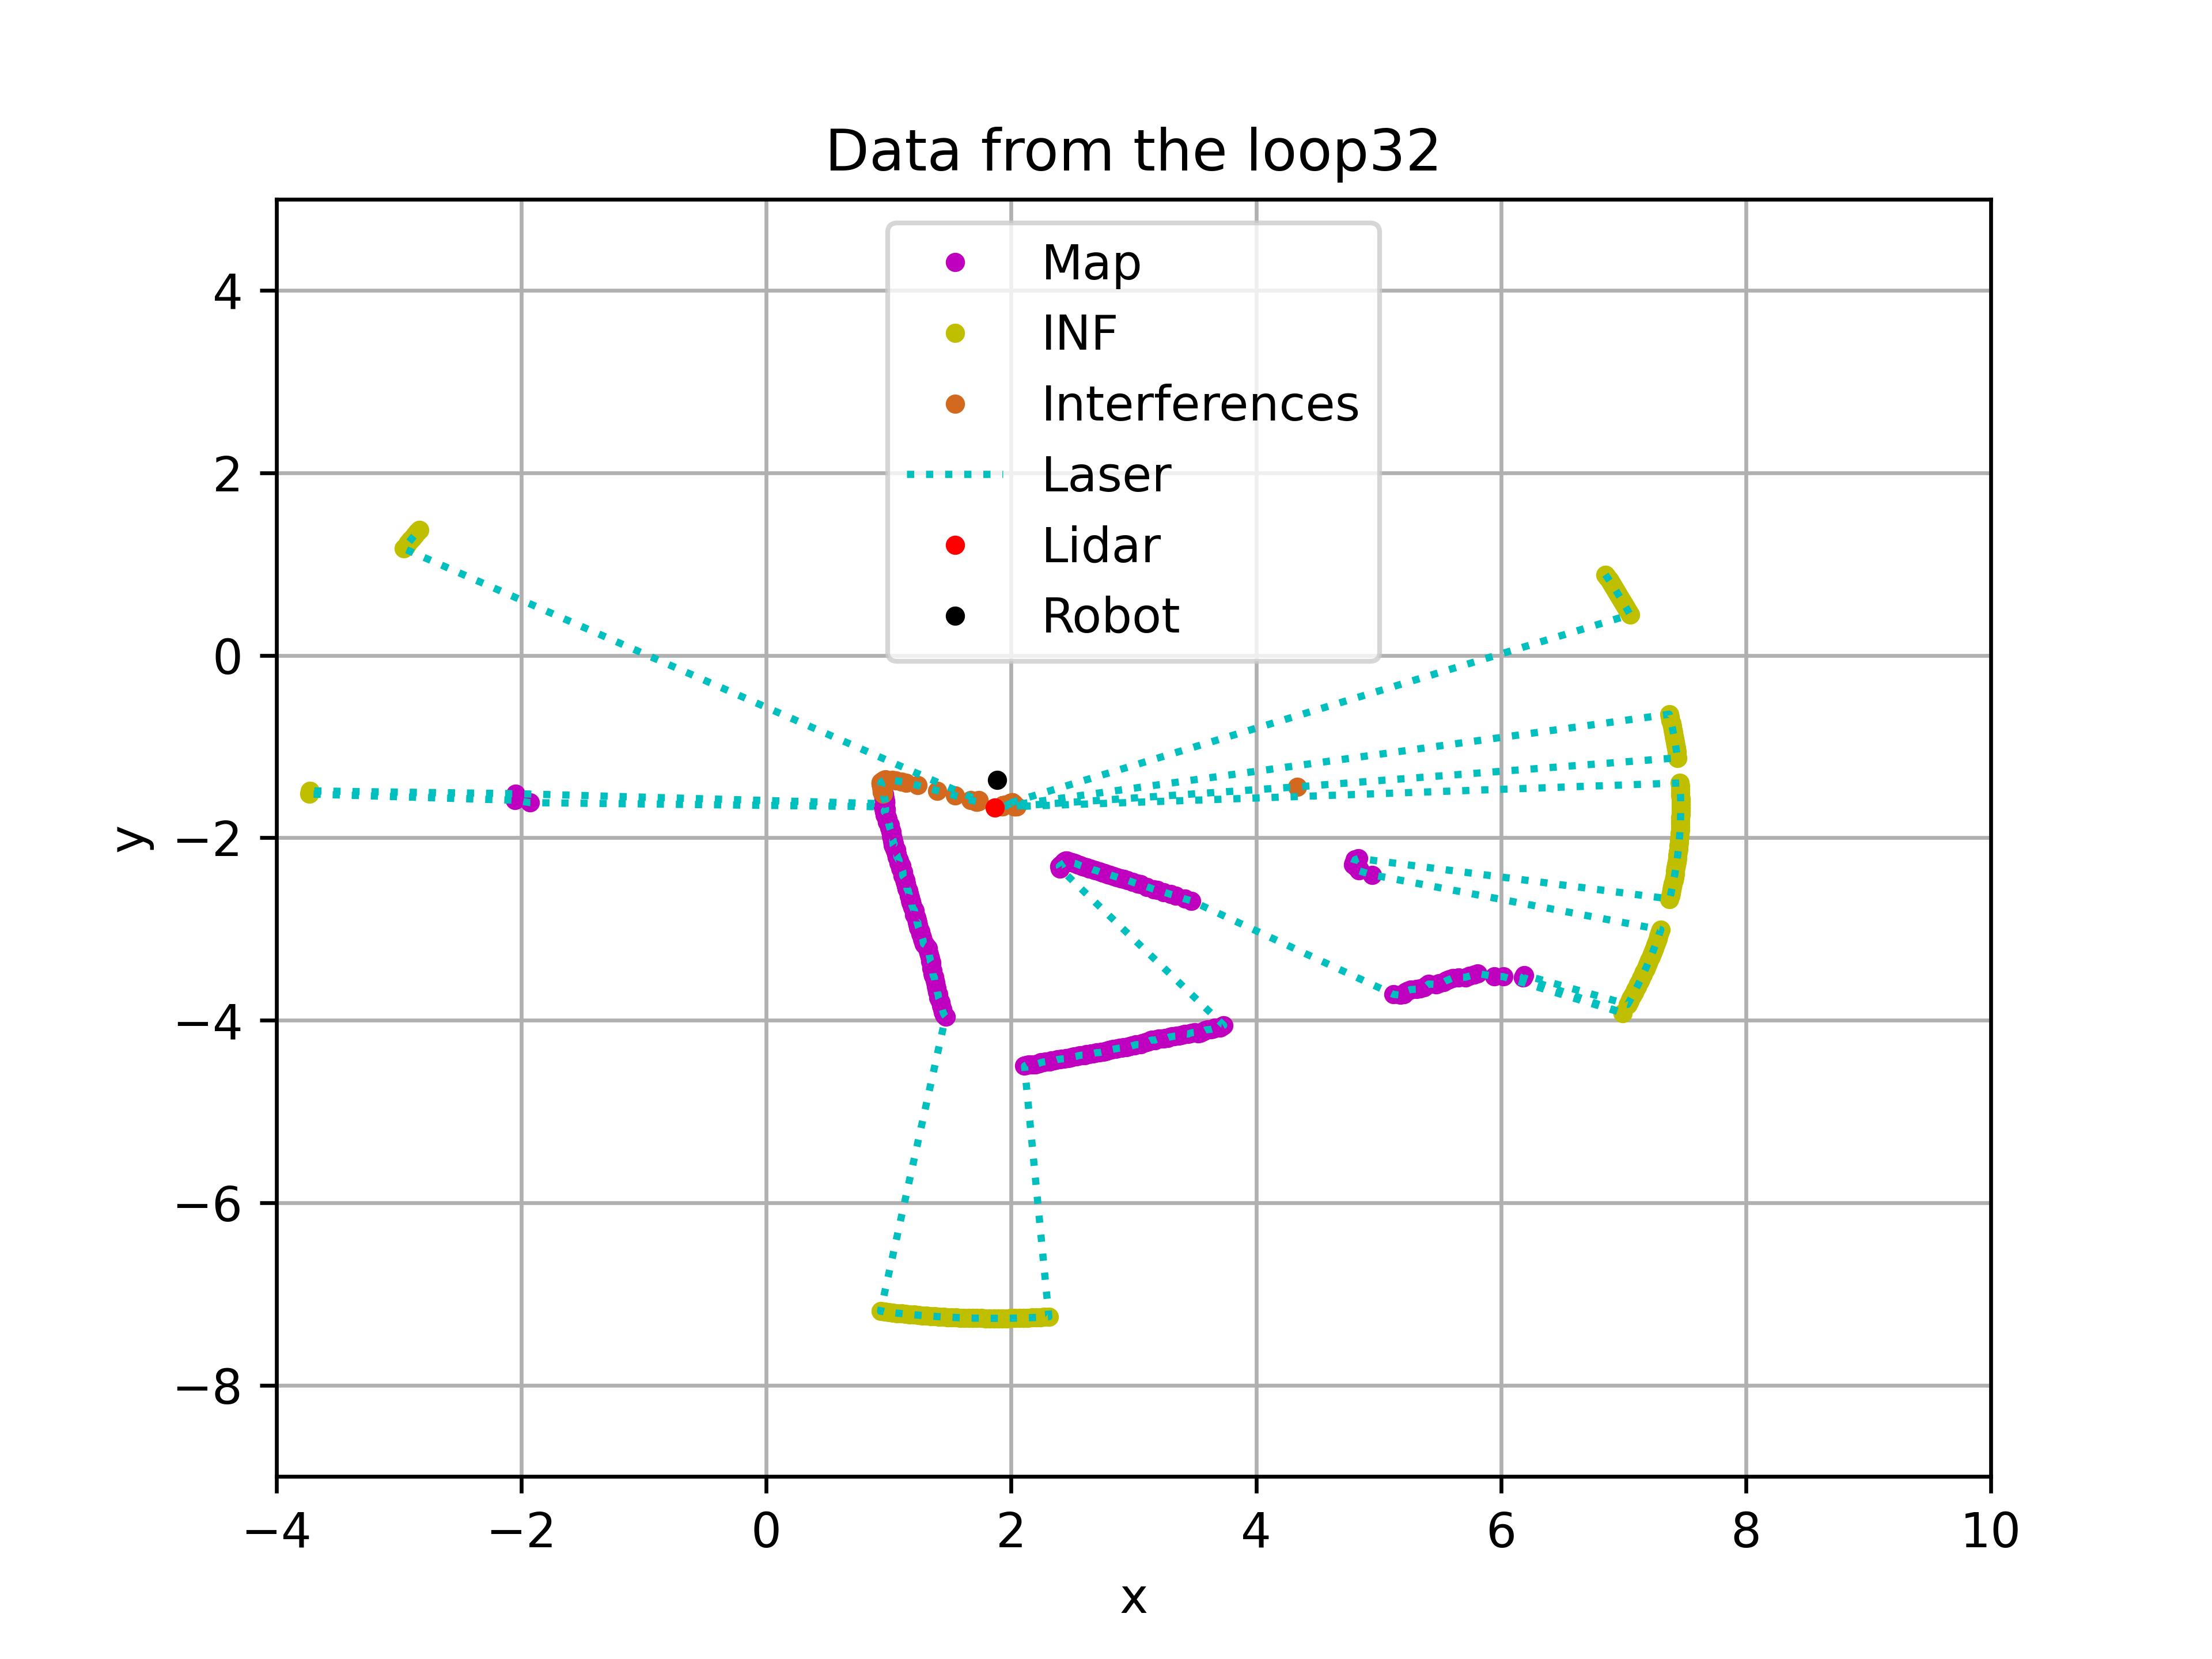 Data from the loop32
Map
INF
Interferences
Laser
Lidar
Robot
4
2
0
−2
−4
−6
−8
y
−4 −2 0 2 4 6 8 10
x